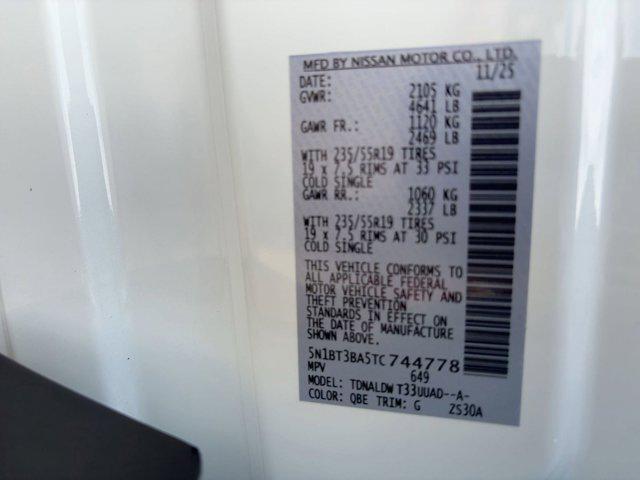 MFD BY NISSAN MOTOR CO., LTD.
DATE: 11/25
GVWR: 2105 KG
4641 LB
GAWR FR.: 1120 KG
2469 LB
WITH 235/55R19 TIRES
19 x 7.5 RIMS AT 33 PSI
COLD SINGLE
GAWR RR.: 1060 KG
2337 LB
WITH 235/55R19 TIRES
19 x 7.5 RIMS AT 30 PSI
COLD SINGLE
THIS VEHICLE CONFORMS TO
ALL APPLICABLE FEDERAL
MOTOR VEHICLE SAFETY AND
THEFT PREVENTION
STANDARDS IN EFFECT ON
THE DATE OF MANUFACTURE
SHOWN ABOVE.
5N1BT3BA5TC744778
MPV 649
MODEL: TDNALDW T33UUAD--A-
COLOR: QBE TRIM: G ZS30A